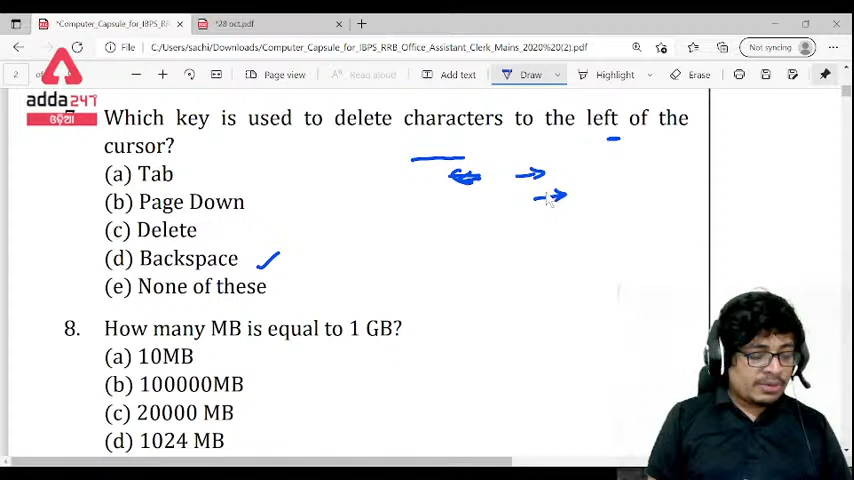 *Computer_Capsule_for_IBPS_RR
*28 oct.pdf
File
C:/Users/sachi/Downloads/Computer_Capsule_for_IBPS_RRB_Office_Assistant_Clerk_Mains_2020%20(2).pdf
Not syncing
2
Page view
Read aloud
Add text
Draw
Highlight
Erase
adda247
ଓଡ଼ିଆ
Which key is used to delete characters to the left of the
cursor?
(a) Tab
(b) Page Down
(c) Delete
(d) Backspace
(e) None of these
8. How many MB is equal to 1 GB?
(a) 10MB
(b) 100000MB
(c) 20000 MB
(d) 1024 MB